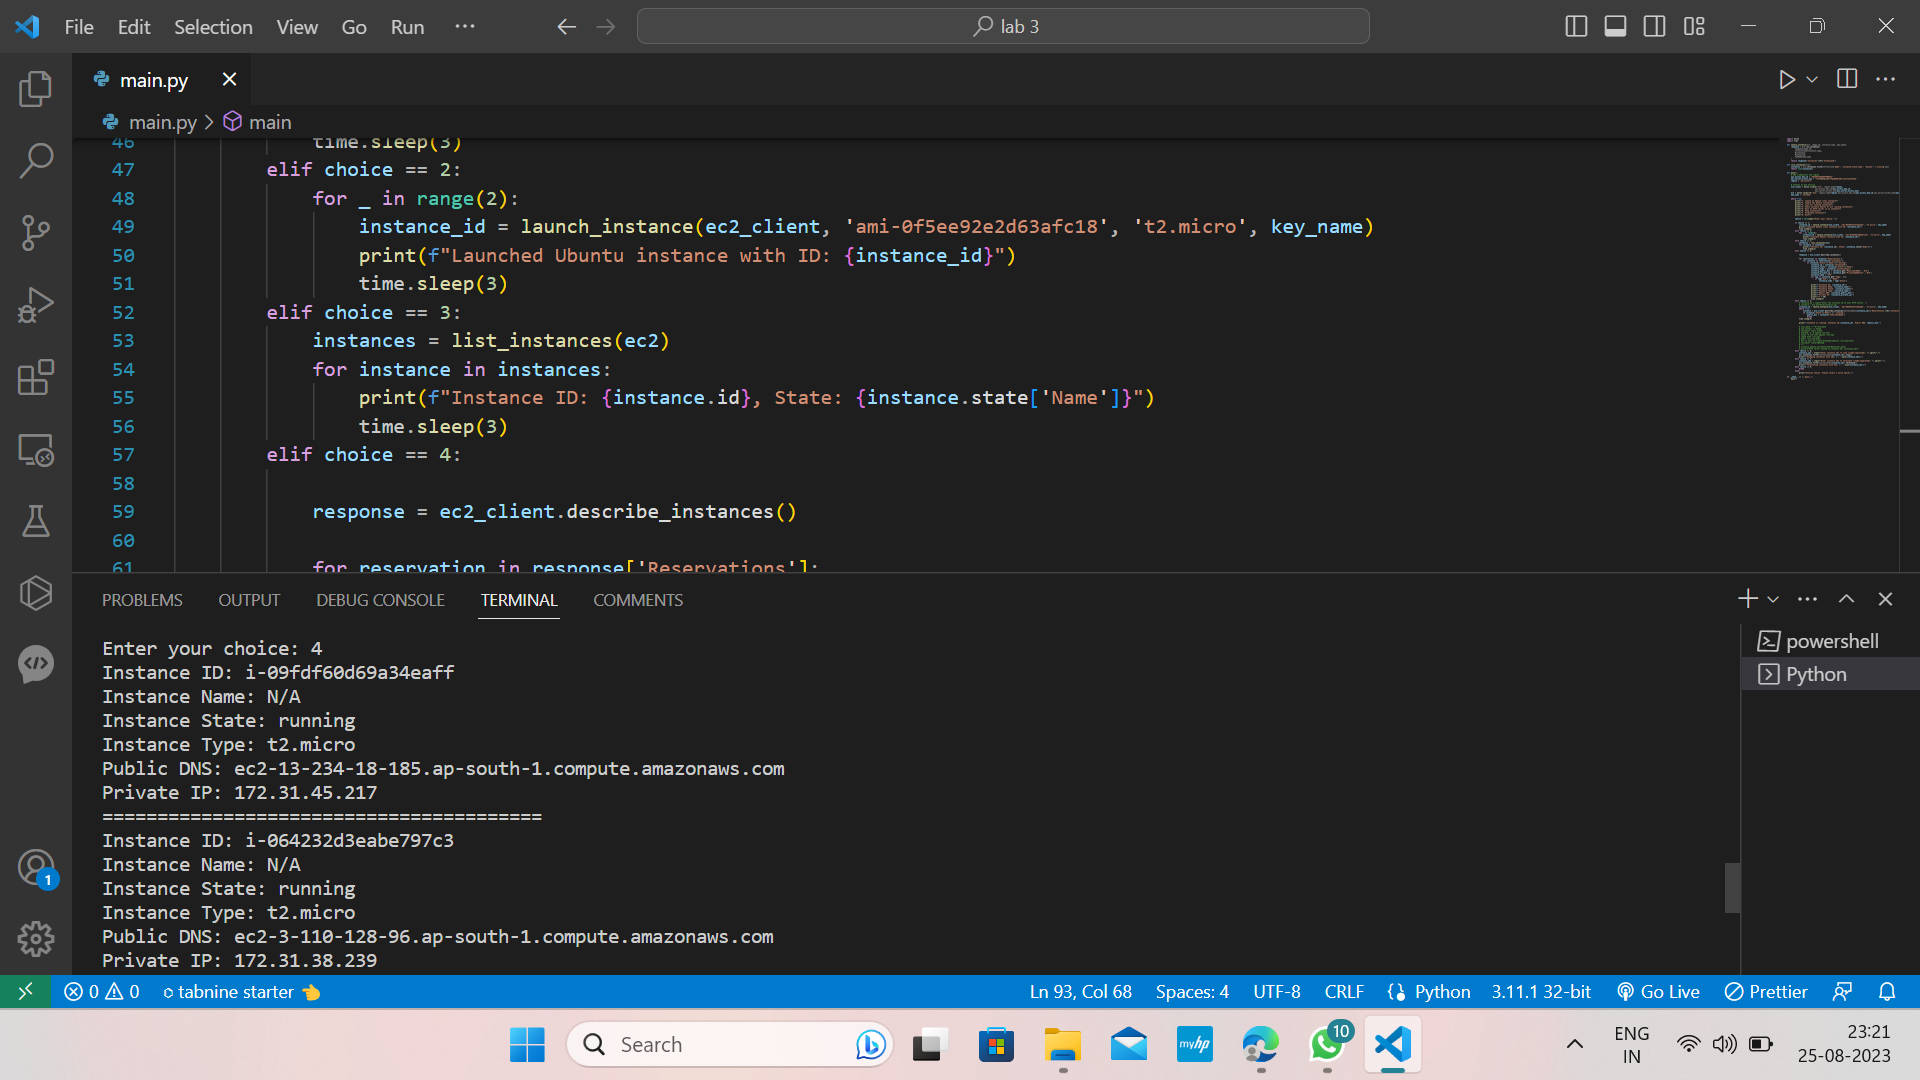 File Edit Selection View Go Run ···
lab 3
main.py
main.py > main
46 time.sleep(3)
47 elif choice == 2:
48 for _ in range(2):
49 instance_id = launch_instance(ec2_client, 'ami-0f5ee92e2d63afc18', 't2.micro', key_name)
50 print(f"Launched Ubuntu instance with ID: {instance_id}")
51 time.sleep(3)
52 elif choice == 3:
53 instances = list_instances(ec2)
54 for instance in instances:
55 print(f"Instance ID: {instance.id}, State: {instance.state['Name']}")
56 time.sleep(3)
57 elif choice == 4:
58
59 response = ec2_client.describe_instances()
60
61 for reservation in response['Reservations']:
PROBLEMS OUTPUT DEBUG CONSOLE TERMINAL COMMENTS
powershell
Python
Enter your choice: 4
Instance ID: i-09fdf60d69a34eaff
Instance Name: N/A
Instance State: running
Instance Type: t2.micro
Public DNS: ec2-13-234-18-185.ap-south-1.compute.amazonaws.com
Private IP: 172.31.45.217
========================================
Instance ID: i-064232d3eabe797c3
Instance Name: N/A
Instance State: running
Instance Type: t2.micro
Public DNS: ec2-3-110-128-96.ap-south-1.compute.amazonaws.com
Private IP: 172.31.38.239
1
0 0 tabnine starter Ln 93, Col 68 Spaces: 4 UTF-8 CRLF Python 3.11.1 32-bit Go Live Prettier
Search
myhp
10
ENG
IN
23:21
25-08-2023